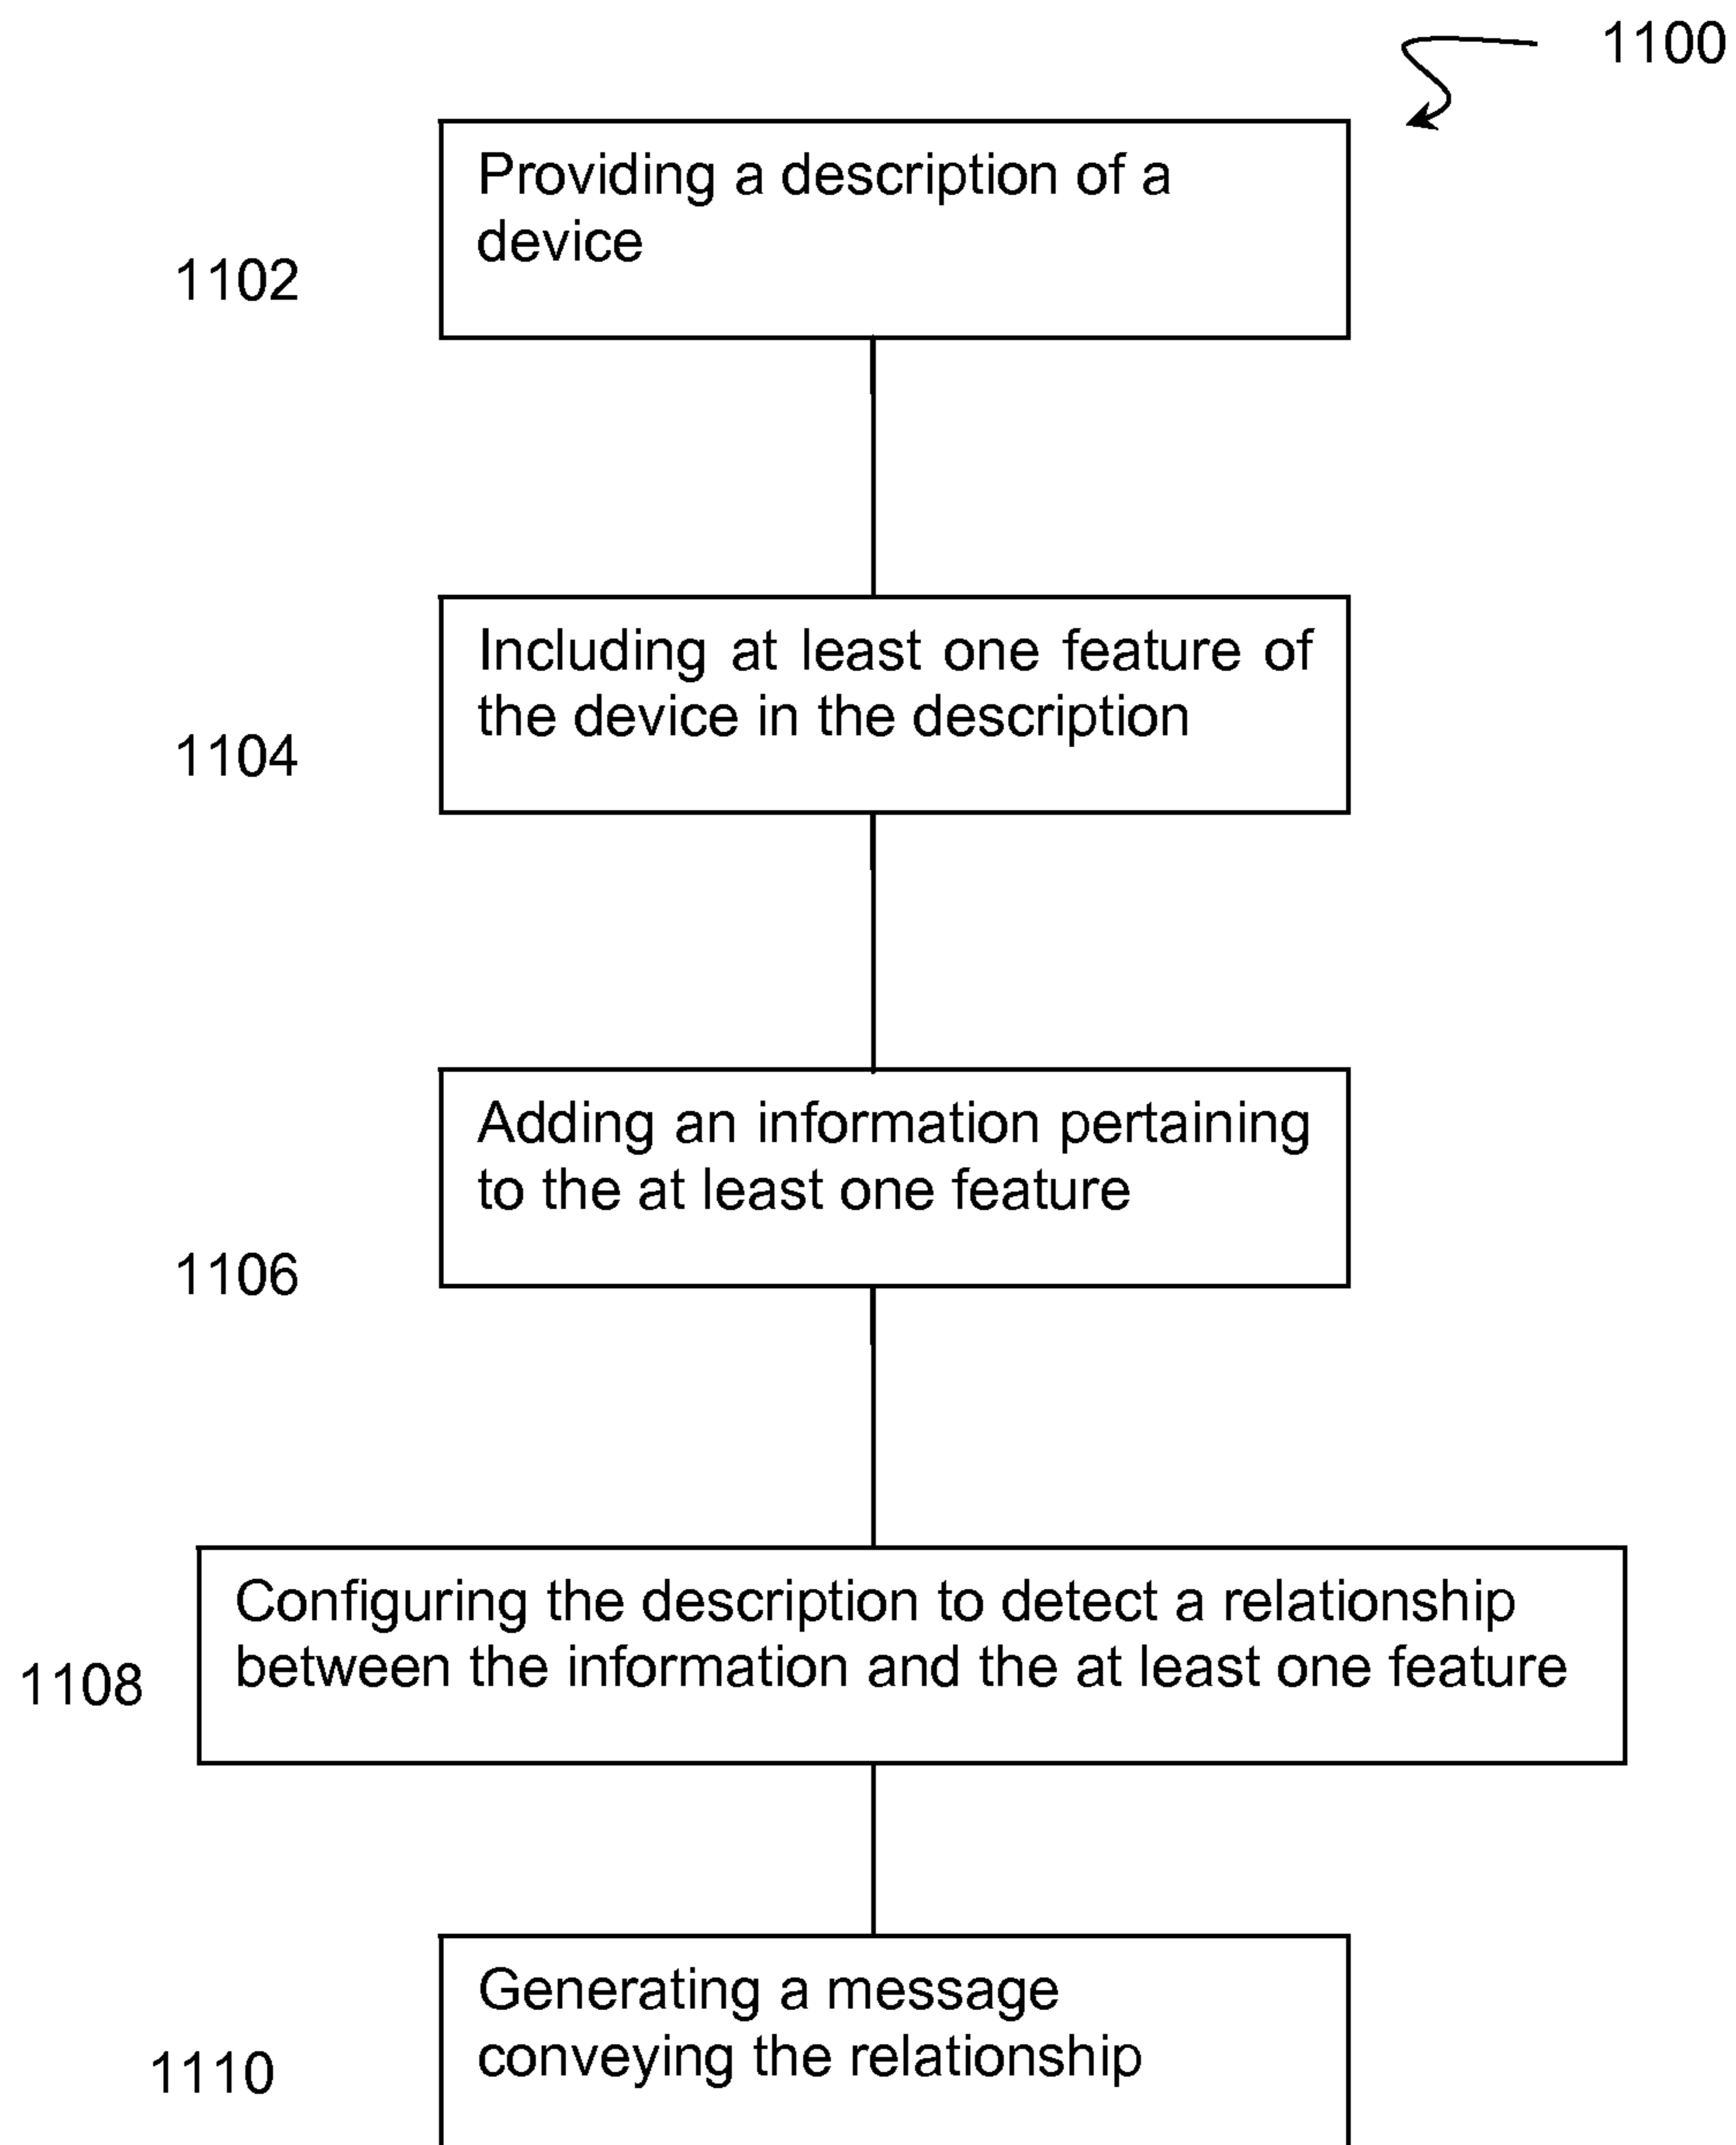 1100
Providing a description of a
device
1102
Including at least one feature of
the device in the description
1104
Adding an information pertaining
to the at least one feature
1106
Configuring the description to detect a relationship
between the information and the at least one feature
1108
Generating a message
conveying the relationship
1110